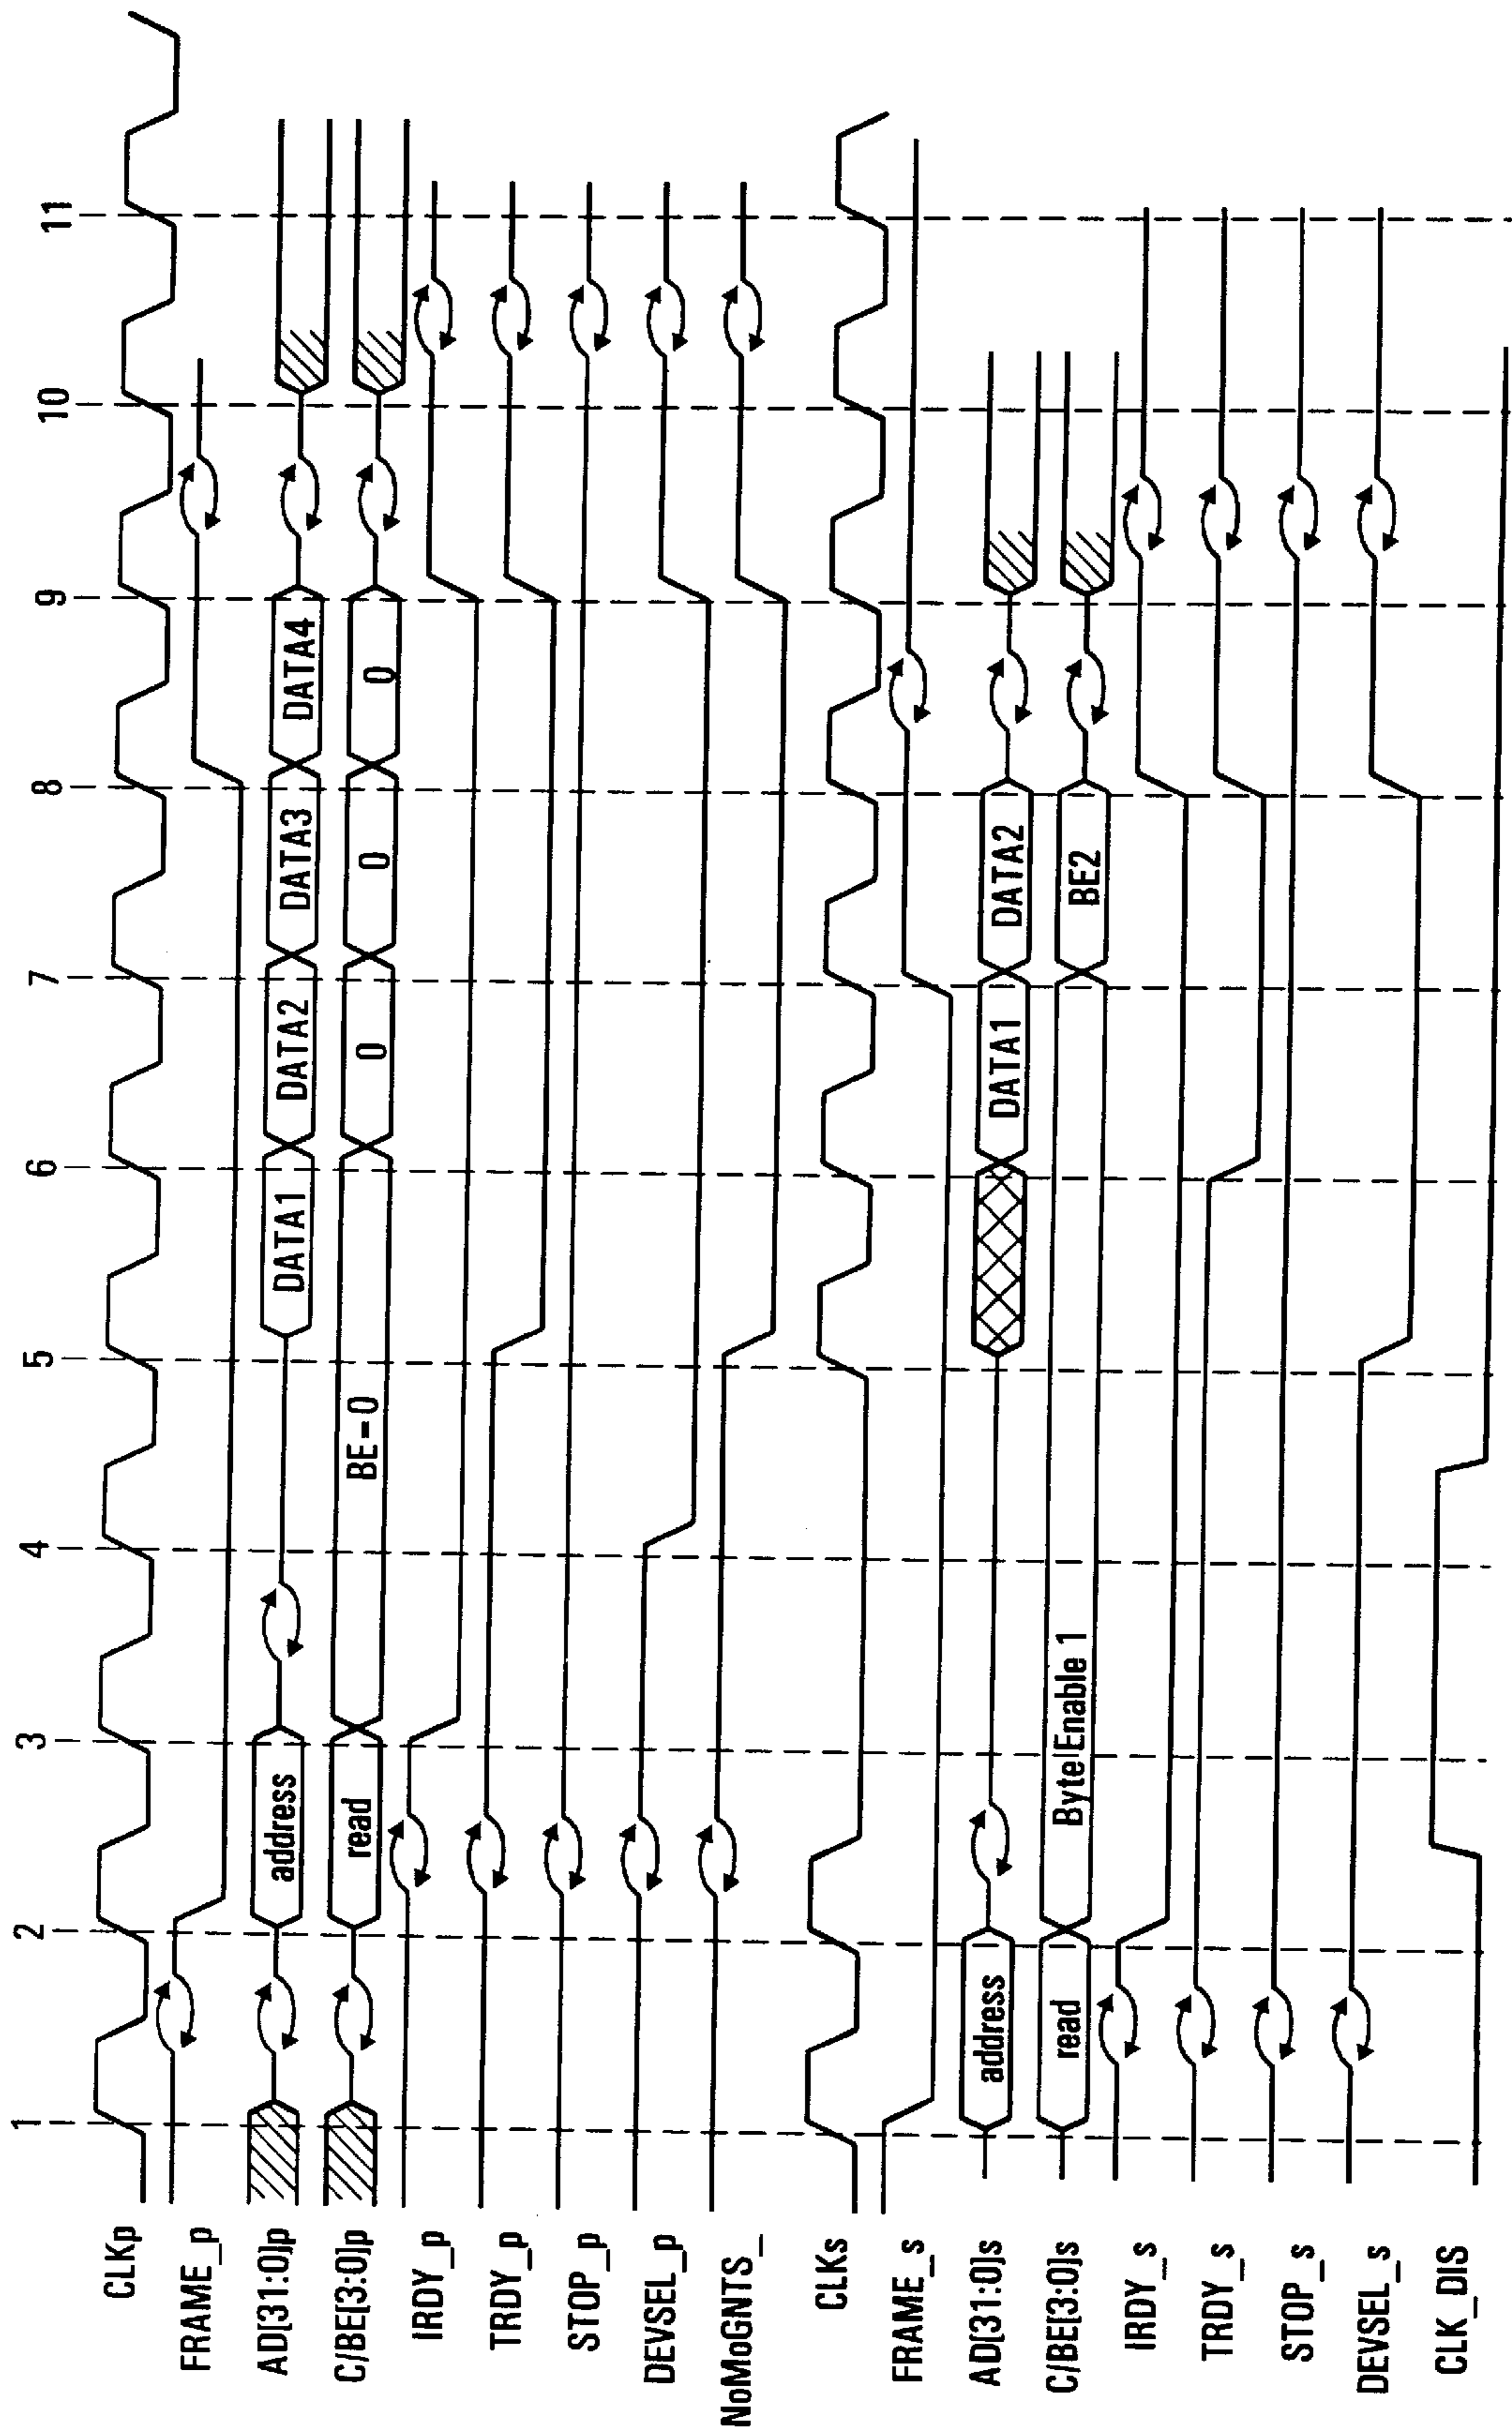 1 2 3 4 5 6 7 8 9 10 11
CLKp
FRAME_p
AD[31:0]p address DATA1 DATA2 DATA3 DATA4
C/BE[3:0]p read BE=0 0 0 0
IRDY_p
TRDY_p
STOP_p
DEVSEL_p
NoMoGNTS_
CLKs
FRAME_s
AD[31:0]s address DATA1 DATA2
C/BE[3:0]s read Byte Enable 1 BE2
IRDY_s
TRDY_s
STOP_s
DEVSEL_s
CLK_DIS